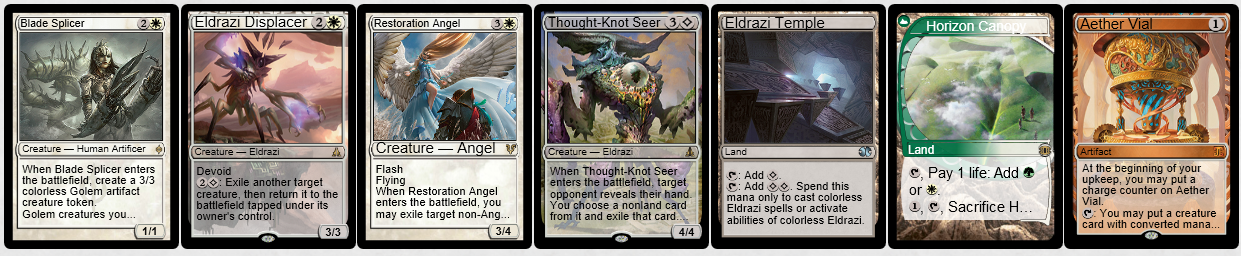 Blade Splicer 2
Creature — Human Artificer
When Blade Splicer enters
the battlefield, create a 3/3
colorless Golem artifact
creature token.
Golem creatures you...
1/1
Eldrazi Displacer 2
Creature — Eldrazi
Devoid
2 : Exile another target
creature, then return it to the
battlefield tapped under its
owner's control.
3/3
Restoration Angel 3
Creature — Angel
Flash
Flying
When Restoration Angel
enters the battlefield, you
may exile target non-Ang...
3/4
Thought-Knot Seer 3
Creature — Eldrazi
When Thought-Knot Seer
enters the battlefield, target
opponent reveals their hand.
You choose a nonland card
from it and exile that card....
4/4
Eldrazi Temple
Land
: Add .
: Add . Spend this
mana only to cast colorless
Eldrazi spells or activate
abilities of colorless Eldrazi.
Horizon Canopy
Land
, Pay 1 life: Add
or .
1, , Sacrifice H...
Aether Vial 1
Artifact
At the beginning of your
upkeep, you may put a
charge counter on Aether
Vial.
: You may put a creature
card with converted mana...